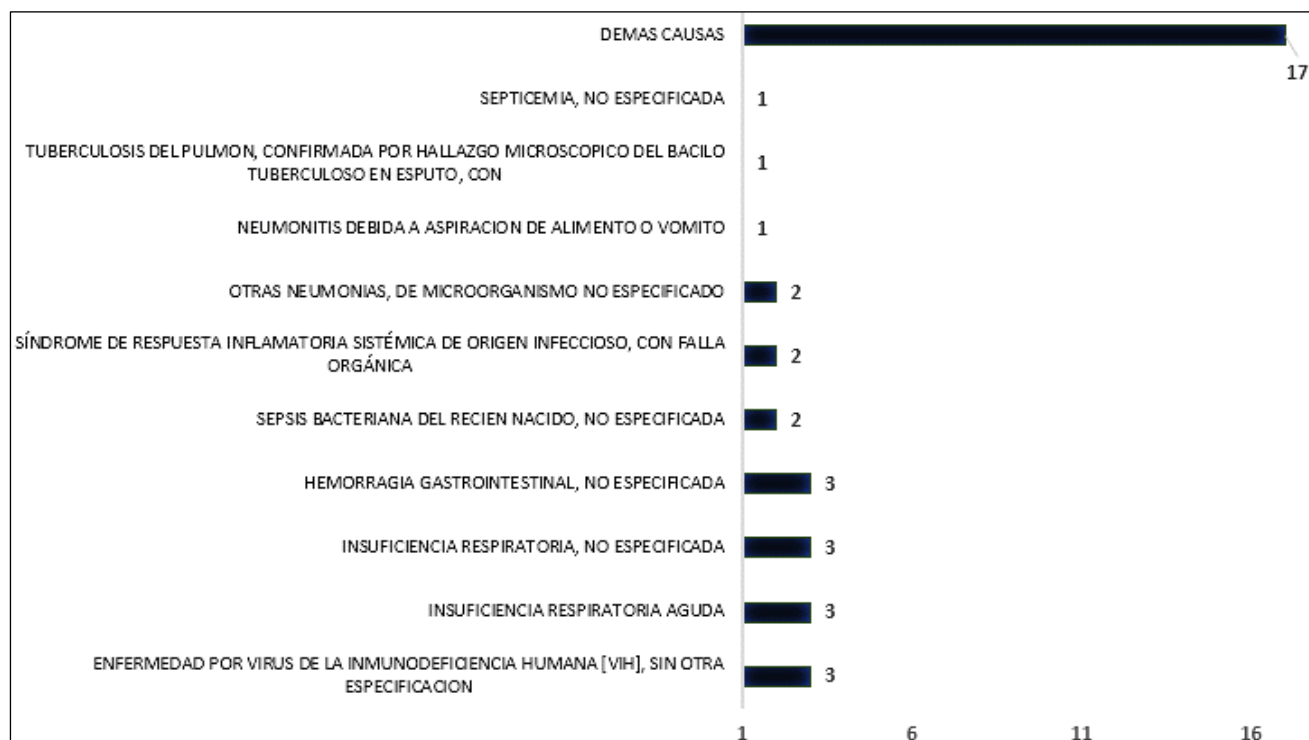 DEMAS CAUSAS
17
SEPTICEMIA, NO ESPECIFICADA
1
TUBERCULOSIS DEL PULMON, CONFIRMADA POR HALLAZGO MICROSCOPICO DEL BACILO
TUBERCULOSO EN ESPUTO, CON
1
NEUMONITIS DEBIDA A ASPIRACION DE ALIMENTO O VOMITO
1
OTRAS NEUMONIAS, DE MICROORGANISMO NO ESPECIFICADO
2
SÍNDROME DE RESPUESTA INFLAMATORIA SISTÉMICA DE ORIGEN INFECCIOSO, CON FALLA
ORGÁNICA
2
SEPSIS BACTERIANA DEL RECIEN NACIDO, NO ESPECIFICADA
2
HEMORRAGIA GASTROINTESTINAL, NO ESPECIFICADA
3
INSUFICIENCIA RESPIRATORIA, NO ESPECIFICADA
3
INSUFICIENCIA RESPIRATORIA AGUDA
3
ENFERMEDAD POR VIRUS DE LA INMUNODEFICIENCIA HUMANA [VIH], SIN OTRA
ESPECIFICACION
3
1 6 11 16